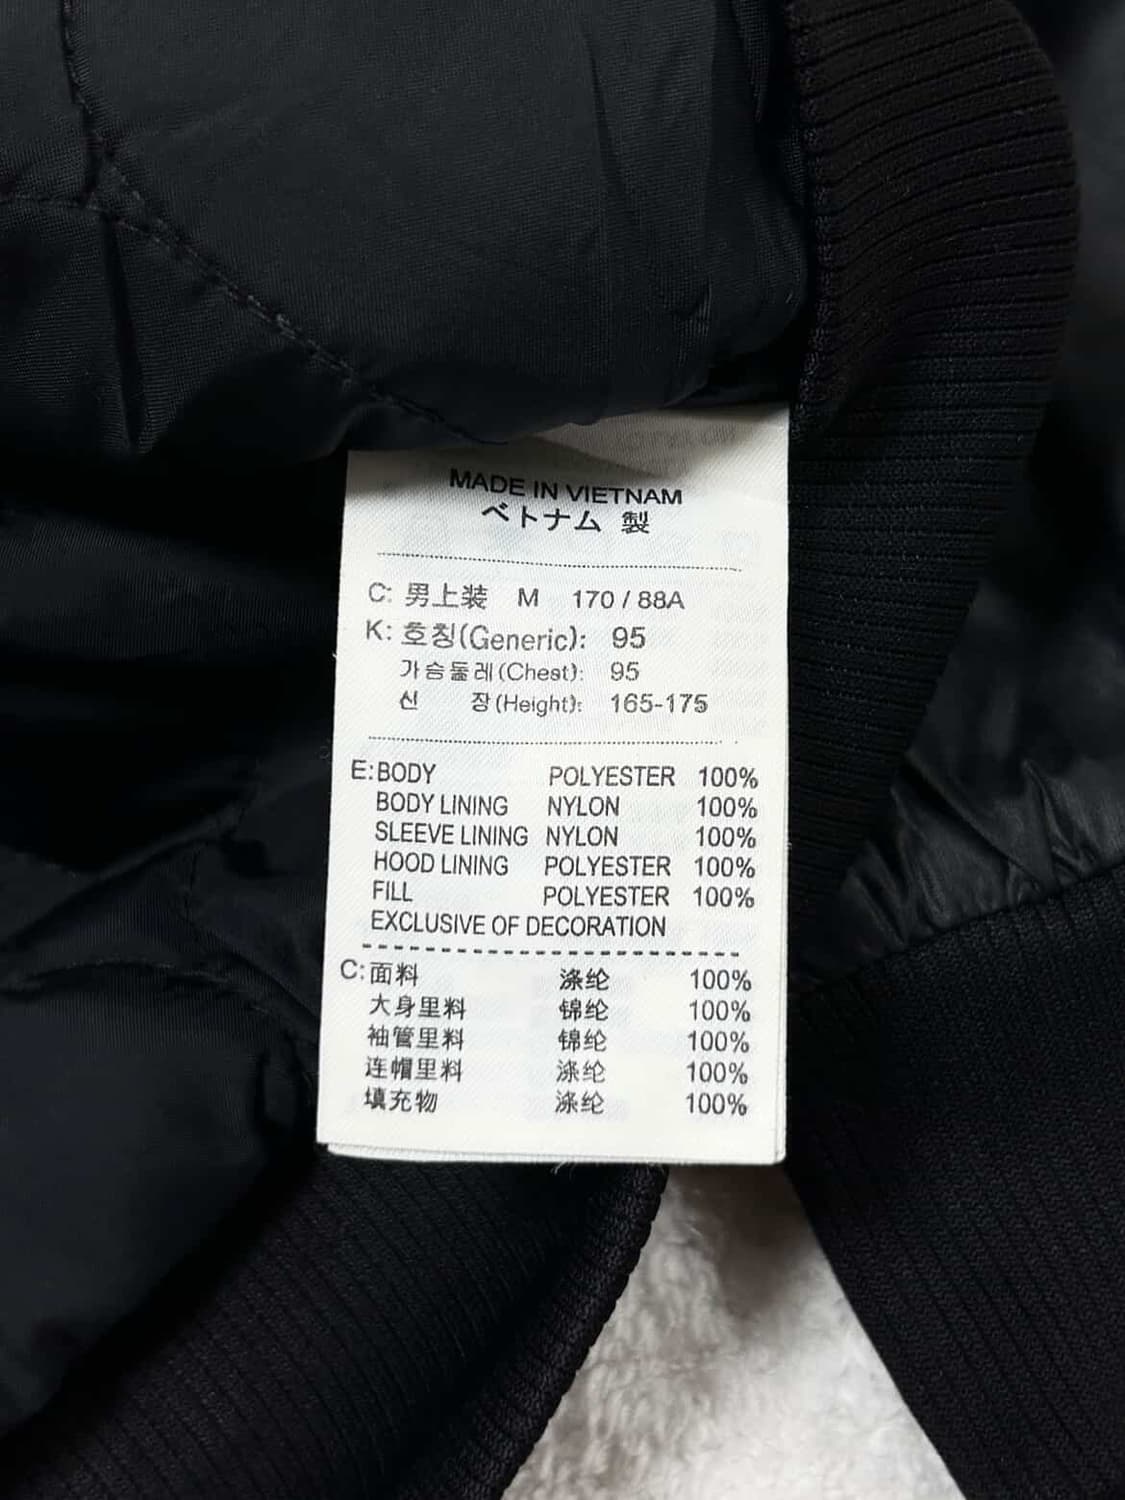 MADE IN VIETNAM
ベトナム 製
C: 男上装 M 170 / 88A
K: 호칭(Generic): 95
가슴둘레(Chest): 95
신 장(Height): 165-175
E: BODY POLYESTER 100%
BODY LINING NYLON 100%
SLEEVE LINING NYLON 100%
HOOD LINING POLYESTER 100%
FILL POLYESTER 100%
EXCLUSIVE OF DECORATION
C: 面料 涤纶 100%
大身里料 锦纶 100%
袖管里料 锦纶 100%
连帽里料 涤纶 100%
填充物 涤纶 100%